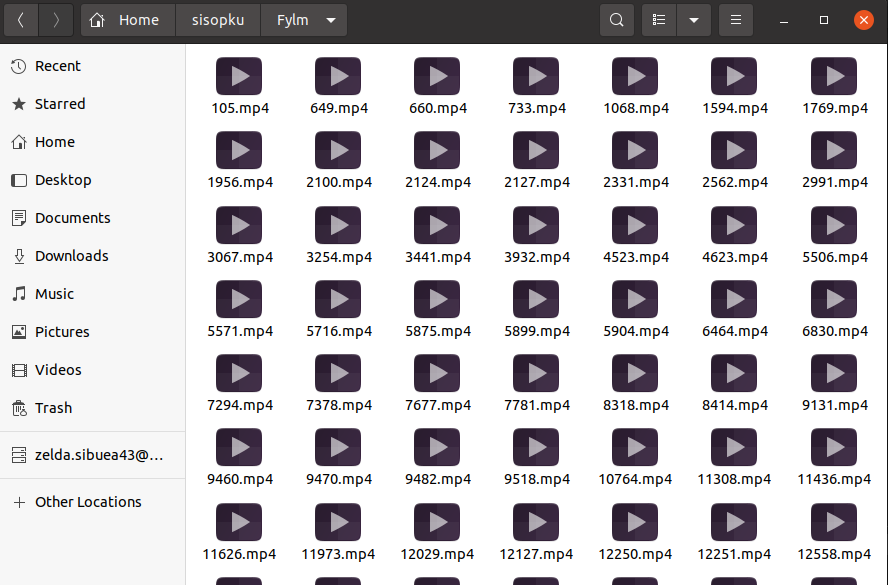 Home sisopku Fylm
Recent
Starred
Home
Desktop
Documents
Downloads
Music
Pictures
Videos
Trash
zelda.sibuea43@...
Other Locations
105.mp4 649.mp4 660.mp4 733.mp4 1068.mp4 1594.mp4 1769.mp4
1956.mp4 2100.mp4 2124.mp4 2127.mp4 2331.mp4 2562.mp4 2991.mp4
3067.mp4 3254.mp4 3441.mp4 3932.mp4 4523.mp4 4623.mp4 5506.mp4
5571.mp4 5716.mp4 5875.mp4 5899.mp4 5904.mp4 6464.mp4 6830.mp4
7294.mp4 7378.mp4 7677.mp4 7781.mp4 8318.mp4 8414.mp4 9131.mp4
9460.mp4 9470.mp4 9482.mp4 9518.mp4 10764.mp4 11308.mp4 11436.mp4
11626.mp4 11973.mp4 12029.mp4 12127.mp4 12250.mp4 12251.mp4 12558.mp4